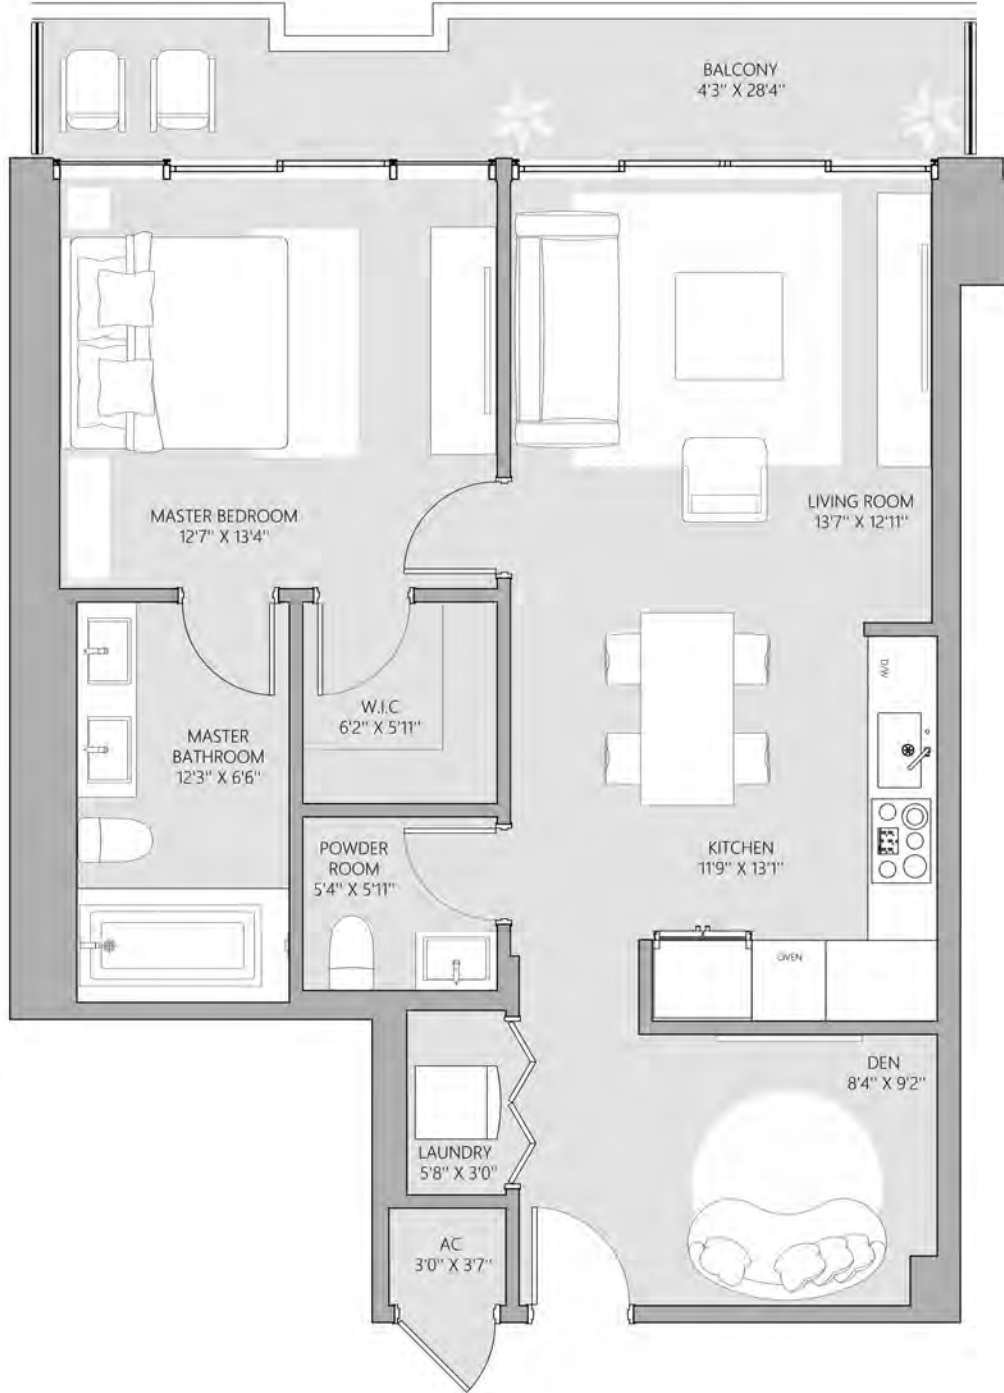 BALCONY
4'3" X 28'4"
MASTER BEDROOM
12'7" X 13'4"
LIVING ROOM
13'7" X 12'11"
D/W
W.I.C
6'2" X 5'11"
MASTER
BATHROOM
12'3" X 6'6"
POWDER
ROOM
5'4" X 5'11"
KITCHEN
11'9" X 13'1"
OVEN
DEN
8'4" X 9'2"
LAUNDRY
5'8" X 3'0"
AC
3'0" X 3'7"